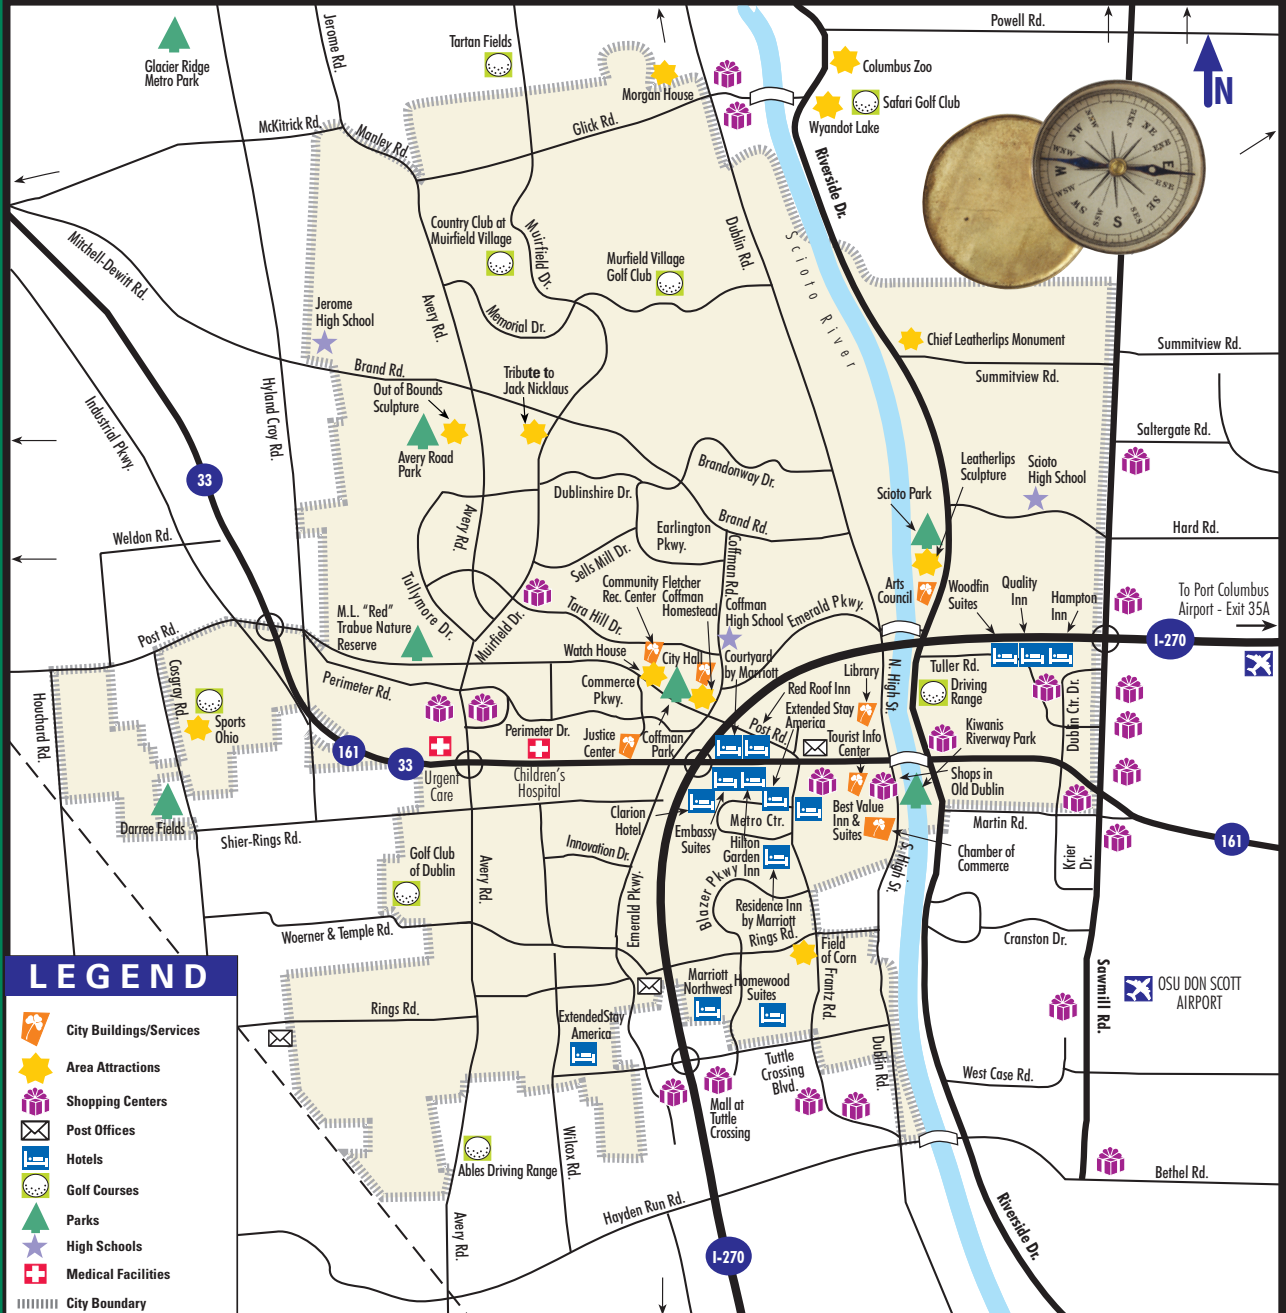 Powell Rd.
Jerome Rd.
Glacier Ridge
Metro Park
Tartan Fields
Columbus Zoo
Morgan House
Safari Golf Club
Wyandot Lake
N
McKitrick Rd.
Manley Rd.
Glick Rd.
Riverside Dr.
NW
NNW
NNE
NE
ENE
E
ESE
SE
SES
S
SSW
SW
WSW
W
WNW
Mitchell-Dewitt Rd.
Country Club at
Muirfield Village
Muirfield Dr.
Murfield Village
Golf Club
Dublin Rd.
Scioto River
Avery Rd.
Memorial Dr.
Jerome
High School
Chief Leatherlips Monument
Summitview Rd.
Summitview Rd.
Brand Rd.
Out of Bounds
Sculpture
Tribute to
Jack Nicklaus
Hyland Croy Rd.
Industrial Pkwy.
Avery Road
Park
Saltergate Rd.
33
Brandonway Dr.
Leatherlips
Sculpture
Scioto
High School
Dublinshire Dr.
Scioto Park
Brand Rd.
Avery Rd.
Earlington
Pkwy.
Coffman Rd.
Hard Rd.
Weldon Rd.
Sells Mill Dr.
Community
Rec. Center
Fletcher
Coffman
Homestead
Tullymore Dr.
Tara Hill Dr.
Coffman
High School
Emerald Pkwy.
Arts
Council
Woodfin
Suites
Quality
Inn
Hampton
Inn
To Port Columbus
Airport - Exit 35A
M.L. "Red"
Trabue Nature
Reserve
Muirfield Dr.
Post Rd.
I-270
Watch House
City Hall
Courtyard
by Marriott
Library
N. High St.
Tuller Rd.
Driving
Range
Dublin Ctr. Dr.
Cosgray Rd.
Houchard Rd.
Perimeter Rd.
Commerce
Pkwy.
Red Roof Inn
Extended Stay
America
Post Rd.
Tourist Info
Center
Kiwanis
Riverway Park
Sports
Ohio
Perimeter Dr.
Justice
Center
Coffman
Park
161
33
Urgent
Care
Children's
Hospital
Shops in
Old Dublin
Clarion
Hotel
Embassy
Suites
Metro Ctr.
Best Value
Inn &
Suites
Martin Rd.
Darree Fields
Shier-Rings Rd.
Innovation Dr.
Hilton
Garden
Inn
S. High St.
Chamber of
Commerce
Krier
Dr.
161
Golf Club
of Dublin
Avery Rd.
Emerald Pkwy.
Blazer Pkwy
Residence Inn
by Marriott
Woerner & Temple Rd.
Rings Rd.
Field
of Corn
Cranston Dr.
Sawmill Rd.
LEGEND
Marriott
Northwest
Homewood
Suites
Frantz Rd.
OSU DON SCOTT
AIRPORT
City Buildings/Services
Rings Rd.
ExtendedStay
America
Area Attractions
Tuttle
Crossing
Blvd.
Dublin Rd.
West Case Rd.
Shopping Centers
Mall at
Tuttle
Crossing
Post Offices
Hotels
Ables Driving Range
Wilcox Rd.
Bethel Rd.
Golf Courses
Parks
Avery Rd.
Hayden Run Rd.
Riverside Dr.
High Schools
I-270
Medical Facilities
City Boundary